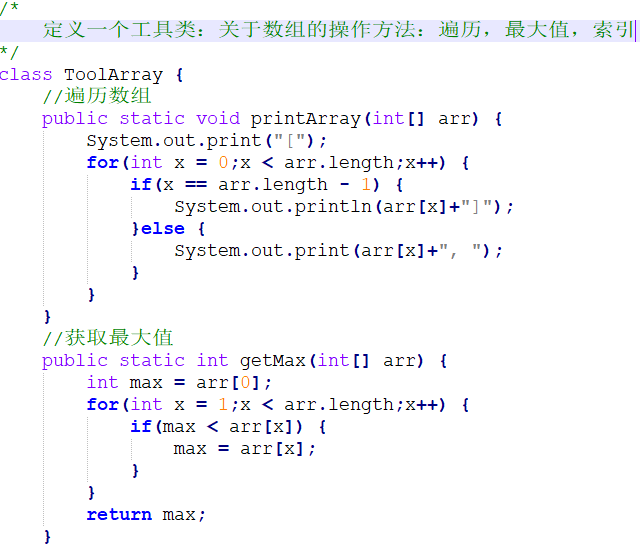 /*
    定义一个工具类：关于数组的操作方法：遍历，最大值，索引
*/
class ToolArray {
    //遍历数组
    public static void printArray(int[] arr) {
        System.out.print("[");
        for(int x = 0;x < arr.length;x++) {
            if(x == arr.length - 1) {
                System.out.println(arr[x]+"]");
            }else {
                System.out.print(arr[x]+", ");
            }
        }
    }
    //获取最大值
    public static int getMax(int[] arr) {
        int max = arr[0];
        for(int x = 1;x < arr.length;x++) {
            if(max < arr[x]) {
                max = arr[x];
            }
        }
        return max;
    }